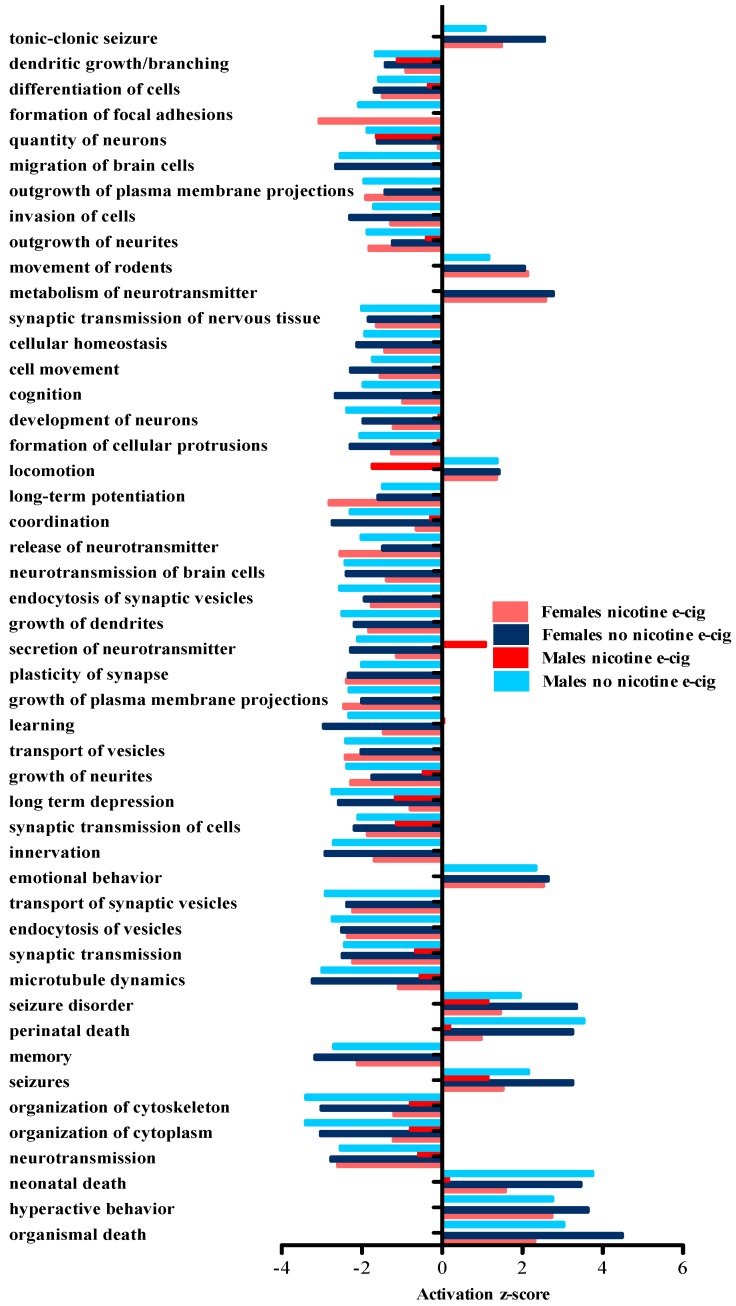 tonic-clonic seizure
dendritic growth/branching
differentiation of cells
formation of focal adhesions
quantity of neurons
migration of brain cells
outgrowth of plasma membrane projections
invasion of cells
outgrowth of neurites
movement of rodents
metabolism of neurotransmitter
synaptic transmission of nervous tissue
cellular homeostasis
cell movement
cognition
development of neurons
formation of cellular protrusions
locomotion
long-term potentiation
coordination
release of neurotransmitter
neurotransmission of brain cells
endocytosis of synaptic vesicles
growth of dendrites
secretion of neurotransmitter
plasticity of synapse
growth of plasma membrane projections
learning
transport of vesicles
growth of neurites
long term depression
synaptic transmission of cells
innervation
emotional behavior
transport of synaptic vesicles
endocytosis of vesicles
synaptic transmission
microtubule dynamics
seizure disorder
perinatal death
memory
seizures
organization of cytoskeleton
organization of cytoplasm
neurotransmission
neonatal death
hyperactive behavior
organismal death
Females nicotine e-cig
Females no nicotine e-cig
Males nicotine e-cig
Males no nicotine e-cig
-4 -2 0 2 4 6
Activation z-score